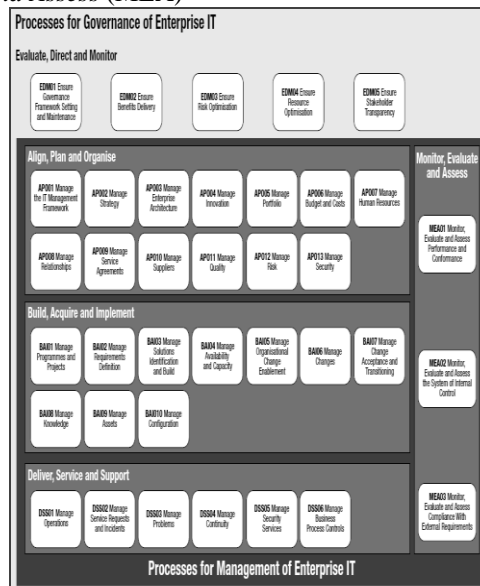 Processes for Governance of Enterprise IT
Evaluate, Direct and Monitor
EDM01 Ensure
Governance
Framework Setting
and Maintenance
EDM02 Ensure
Benefits Delivery
EDM03 Ensure
Risk Optimisation
EDM04 Ensure
Resource
Optimisation
EDM05 Ensure
Stakeholder
Transparency
Align, Plan and Organise
APO01 Manage
the IT Management
Framework
APO02 Manage
Strategy
APO03 Manage
Enterprise
Architecture
APO04 Manage
Innovation
APO05 Manage
Portfolio
APO06 Manage
Budget and Costs
APO07 Manage
Human Resources
APO08 Manage
Relationships
APO09 Manage
Service
Agreements
APO10 Manage
Suppliers
APO11 Manage
Quality
APO12 Manage
Risk
APO13 Manage
Security
Build, Acquire and Implement
BAI01 Manage
Programmes and
Projects
BAI02 Manage
Requirements
Definition
BAI03 Manage
Solutions
Identification
and Build
BAI04 Manage
Availability
and Capacity
BAI05 Manage
Organisational
Change
Enablement
BAI06 Manage
Changes
BAI07 Manage
Change
Acceptance and
Transitioning
BAI08 Manage
Knowledge
BAI09 Manage
Assets
BAI010 Manage
Configuration
Deliver, Service and Support
DSS01 Manage
Operations
DSS02 Manage
Service Requests
and Incidents
DSS03 Manage
Problems
DSS04 Manage
Continuity
DSS05 Manage
Security
Services
DSS06 Manage
Business
Process Controls
Monitor, Evaluate
and Assess
MEA01 Monitor,
Evaluate and Assess
Performance and
Conformance
MEA02 Monitor,
Evaluate and Assess
the System of Internal
Control
MEA03 Monitor,
Evaluate and Assess
Compliance With
External Requirements
Processes for Management of Enterprise IT